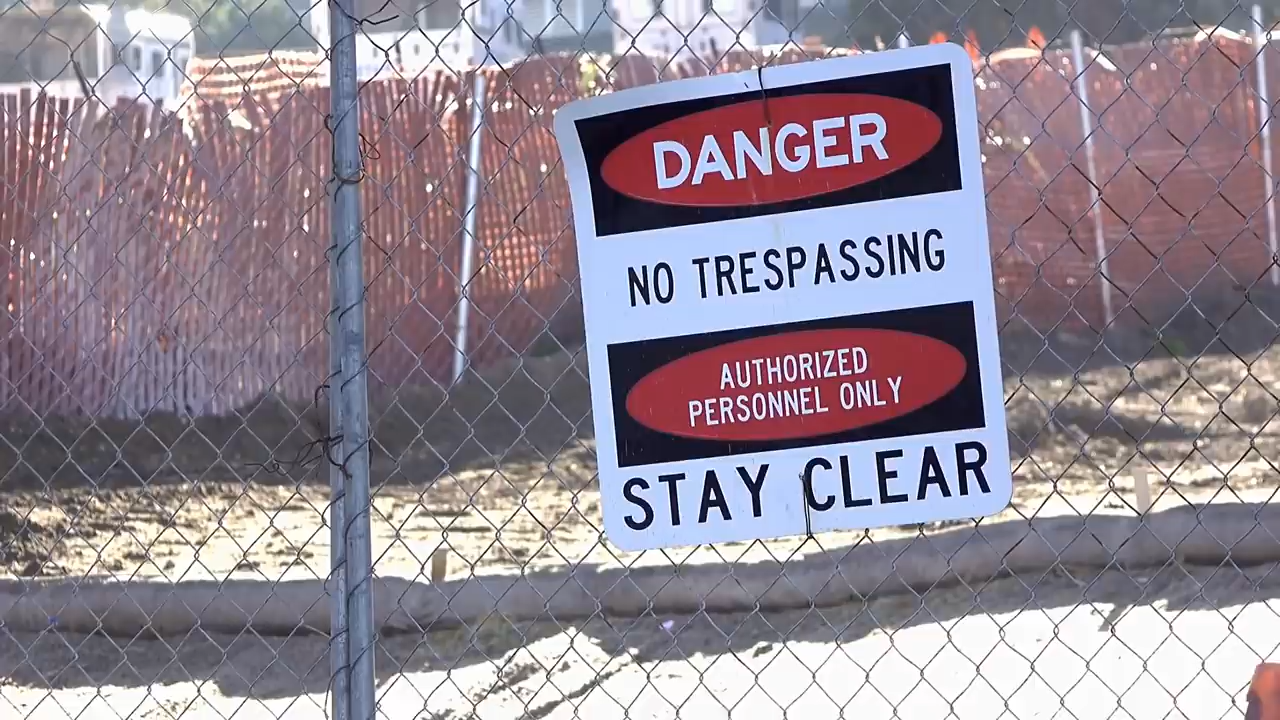 DANGER
NO TRESPASSING
AUTHORIZED
PERSONNEL ONLY
STAY CLEAR